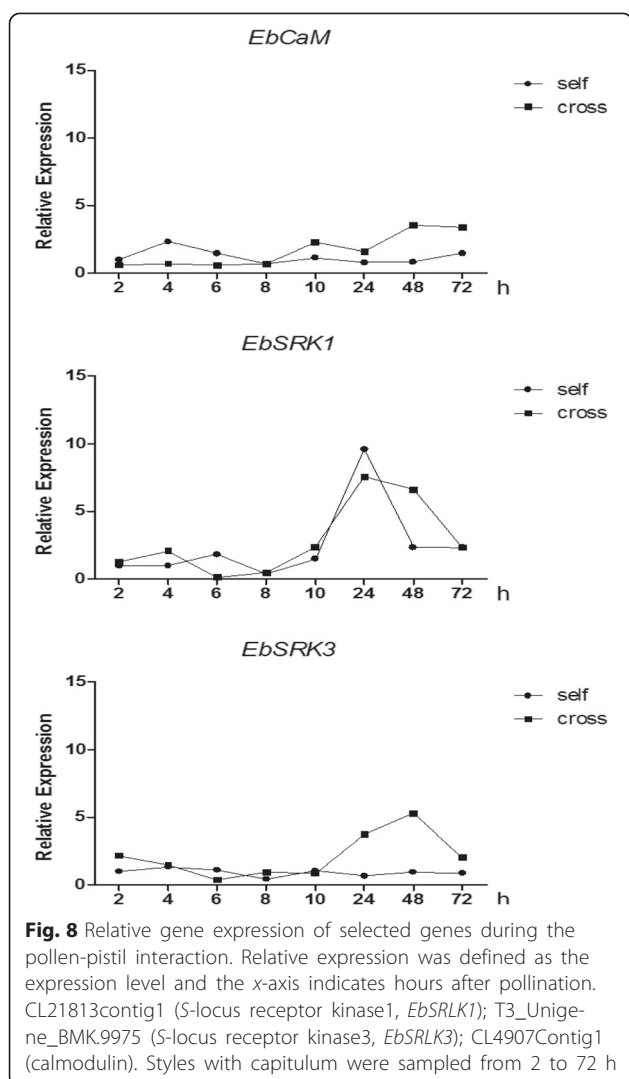 EbCaM
15
10
5
0
Relative Expression
self
cross
2 4 6 8 10 24 48 72 h
EbSRK1
15
10
5
0
Relative Expression
self
cross
2 4 6 8 10 24 48 72 h
EbSRK3
15
10
5
0
Relative Expression
self
cross
2 4 6 8 10 24 48 72 h
Fig. 8 Relative gene expression of selected genes during the
pollen-pistil interaction. Relative expression was defined as the
expression level and the x-axis indicates hours after pollination.
CL21813contig1 (S-locus receptor kinase1, EbSRLK1); T3_Unige-
ne_BMK.9975 (S-locus receptor kinase3, EbSRLK3); CL4907Contig1
(calmodulin). Styles with capitulum were sampled from 2 to 72 h